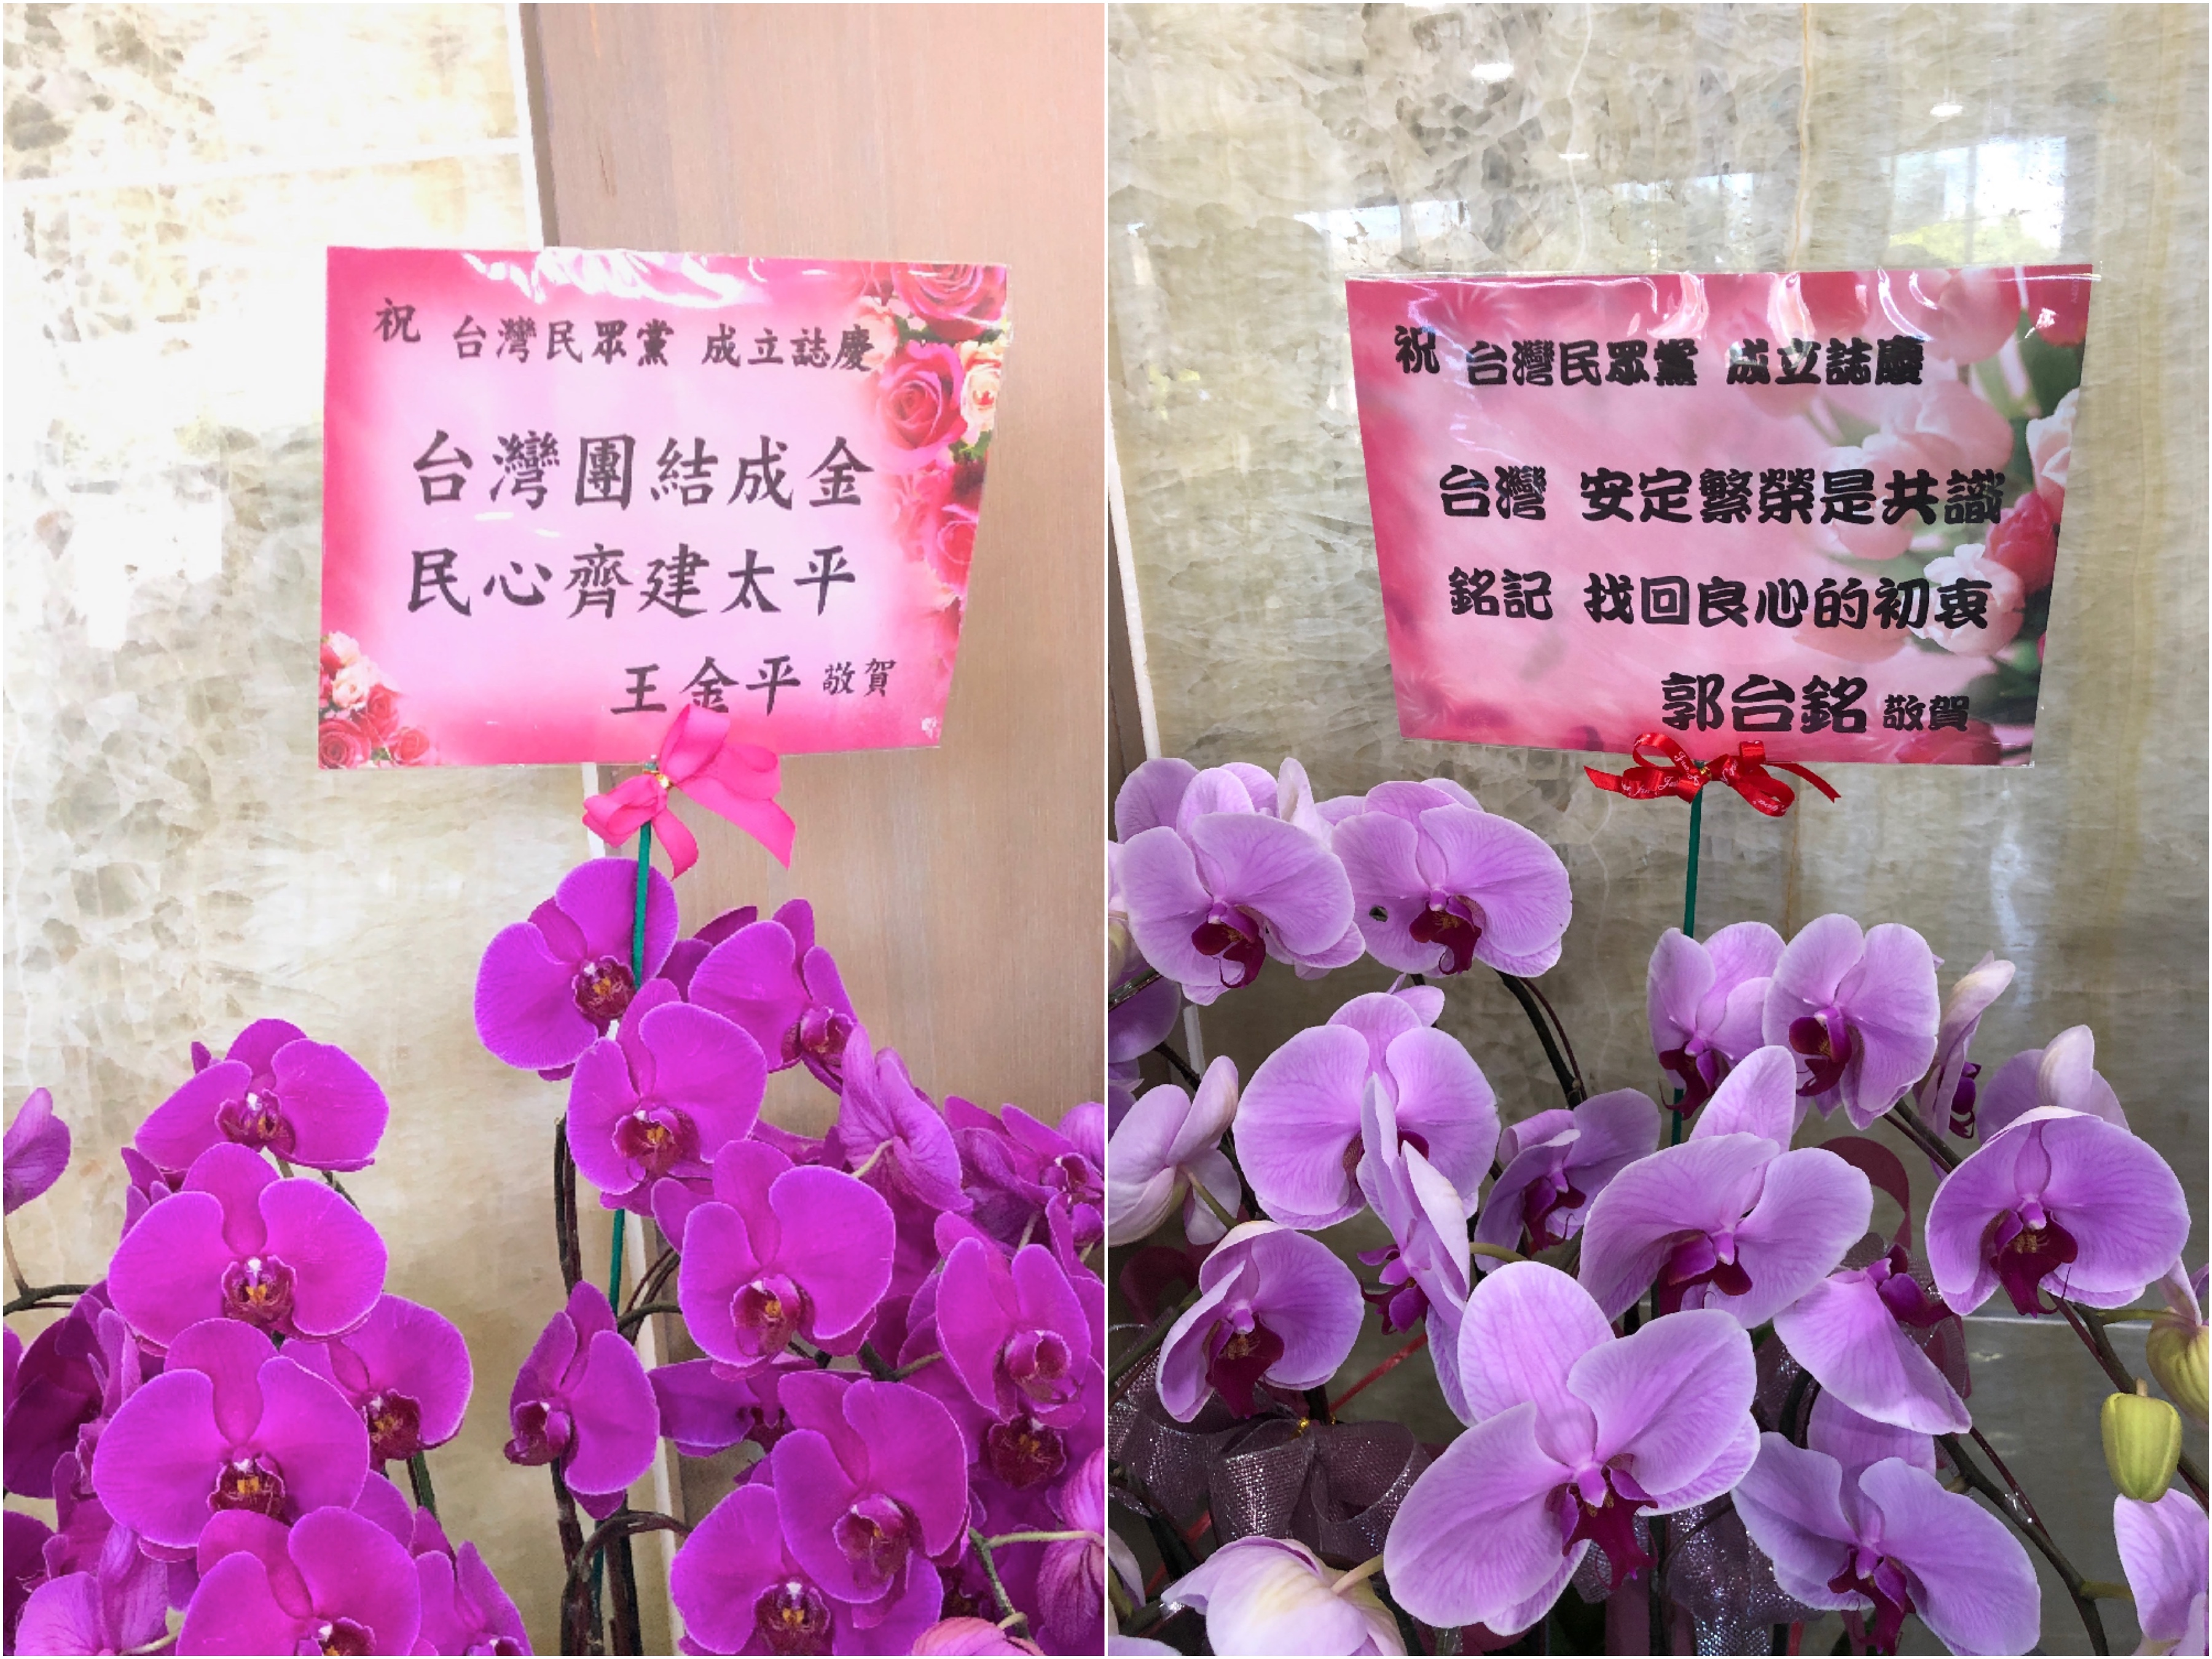 祝 台灣民眾黨 成立誌慶
台灣團結成金
民心齊建太平
王金平 敬賀
祝 台灣民眾黨 成立誌慶
台灣 安定繁榮是共識
銘記 找回良心的初衷
郭台銘 敬賀